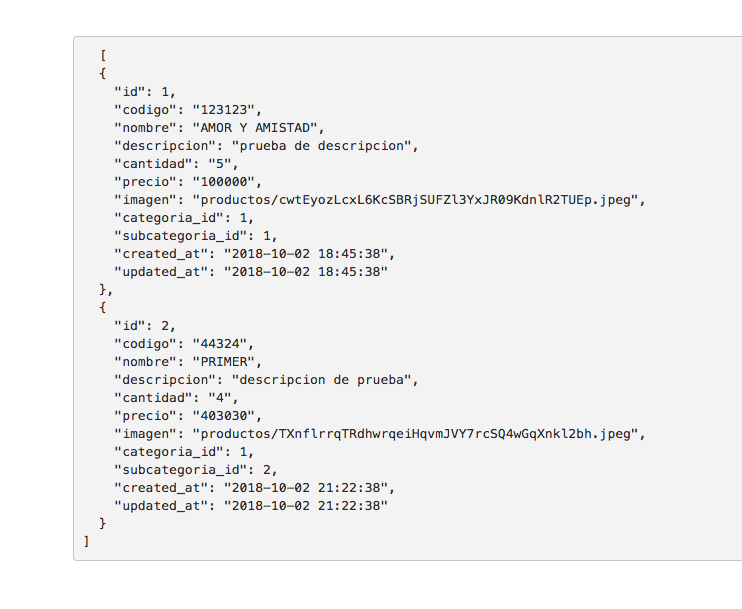 [
{
"id": 1,
"codigo": "123123",
"nombre": "AMOR Y AMISTAD",
"descripcion": "prueba de descripcion",
"cantidad": "5",
"precio": "100000",
"imagen": "productos/cwtEyozLcxL6KcSBRjSUFZl3YxJR09KdnlR2TUEp.jpeg",
"categoria_id": 1,
"subcategoria_id": 1,
"created_at": "2018-10-02 18:45:38",
"updated_at": "2018-10-02 18:45:38"
},
{
"id": 2,
"codigo": "44324",
"nombre": "PRIMER",
"descripcion": "descripcion de prueba",
"cantidad": "4",
"precio": "403030",
"imagen": "productos/TXnflrrqTRdhwrqeiHqvmJVY7rcSQ4wGqXnkl2bh.jpeg",
"categoria_id": 1,
"subcategoria_id": 2,
"created_at": "2018-10-02 21:22:38",
"updated_at": "2018-10-02 21:22:38"
}
]